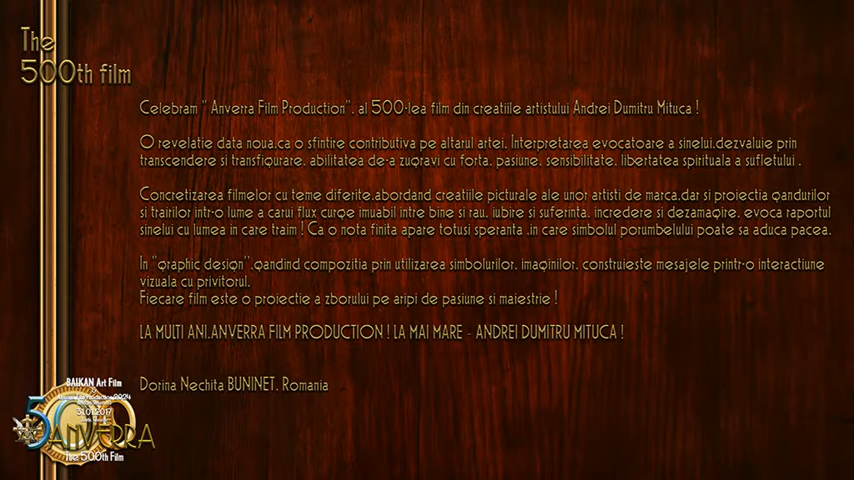 The
500th film
Celebram " Anverra Film Production", al 500-lea film din creatiile artistului Andrei Dumitru Mituca !
O revelatie data noua,ca o sfintire contributiva pe altarul artei. Interpretarea evocatoare a sinelui,dezvaluie prin
transcendere si transfigurare, abilitatea de-a zugravi cu forta, pasiune, sensibilitate, libertatea spirituala a sufletului .
Concretizarea filmelor cu teme diferite,abordand creatiile picturale ale unor artisti de marca,dar si proiectia gandurilor
si trairilor intr-o lume a carui flux curge imuabil intre bine si rau, iubire si suferinta, incredere si dezamagire, evoca raportul
sinelui cu lumea in care traim ! Ca o nota finita apare totusi speranta ,in care simbolul porumbelului poate sa aduca pacea.
In "graphic design",gandind compozitia prin utilizarea simbolurilor, imaginilor, construieste mesajele printr-o interactiune
vizuala cu privitorul.
Fiecare film este o proiectie a zborului pe aripi de pasiune si maiestrie !
LA MULTI ANI,ANVERRA FILM PRODUCTION ! LA MAI MARE - ANDREI DUMITRU MITUCA !
Dorina Nechita BUNINET, Romania
BAIKAN Art Film
31.01.2017
500
ANVERRA
The 500th Film